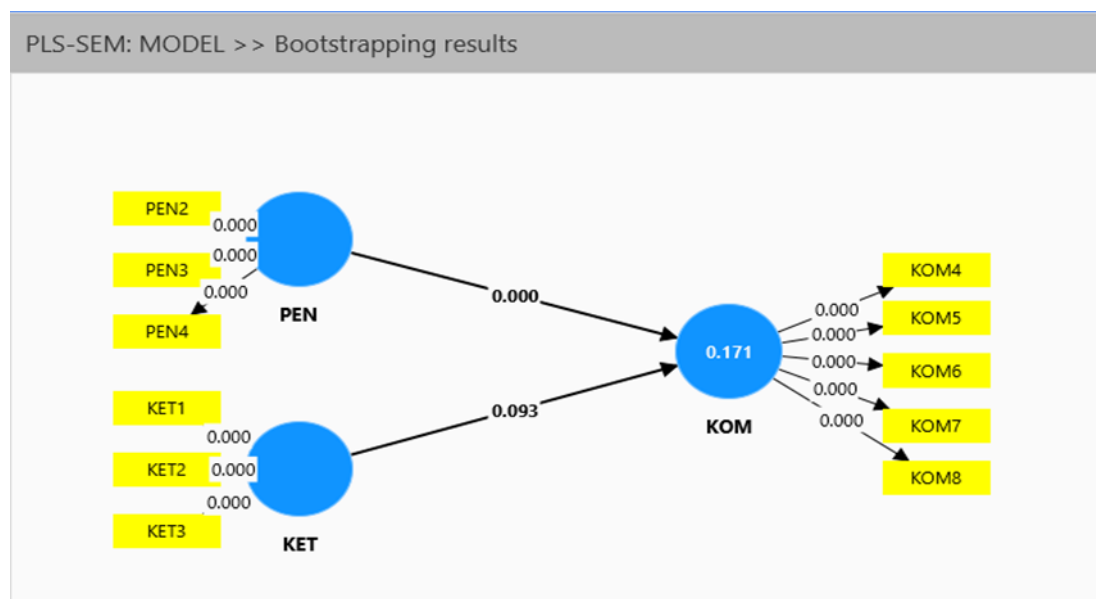 PLS-SEM: MODEL >> Bootstrapping results
PEN2
0.000
PEN3
0.000
0.000
PEN4
PEN
0.000
KET1
0.000
KET2
0.000
0.000
KET3
KET
0.093
0.171
KOM
0.000
KOM4
0.000
KOM5
0.000
KOM6
0.000
KOM7
0.000
KOM8